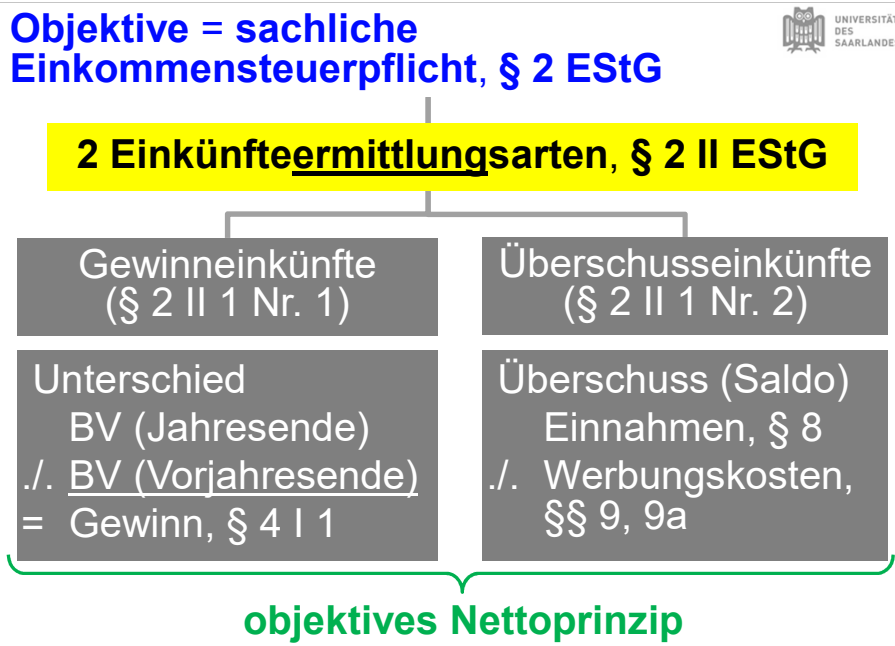 Objektive = sachliche
Einkommensteuerpflicht, § 2 EStG
UNIVERSITÄT
DES
SAARLANDES
2 Einkünfteermittlungsarten, § 2 II EStG
Gewinneinkünfte
(§ 2 II 1 Nr. 1)
Überschusseinkünfte
(§ 2 II 1 Nr. 2)
Unterschied
BV (Jahresende)
./. BV (Vorjahresende)
= Gewinn, § 4 I 1
Überschuss (Saldo)
Einnahmen, § 8
./. Werbungskosten,
§§ 9, 9a
objektives Nettoprinzip